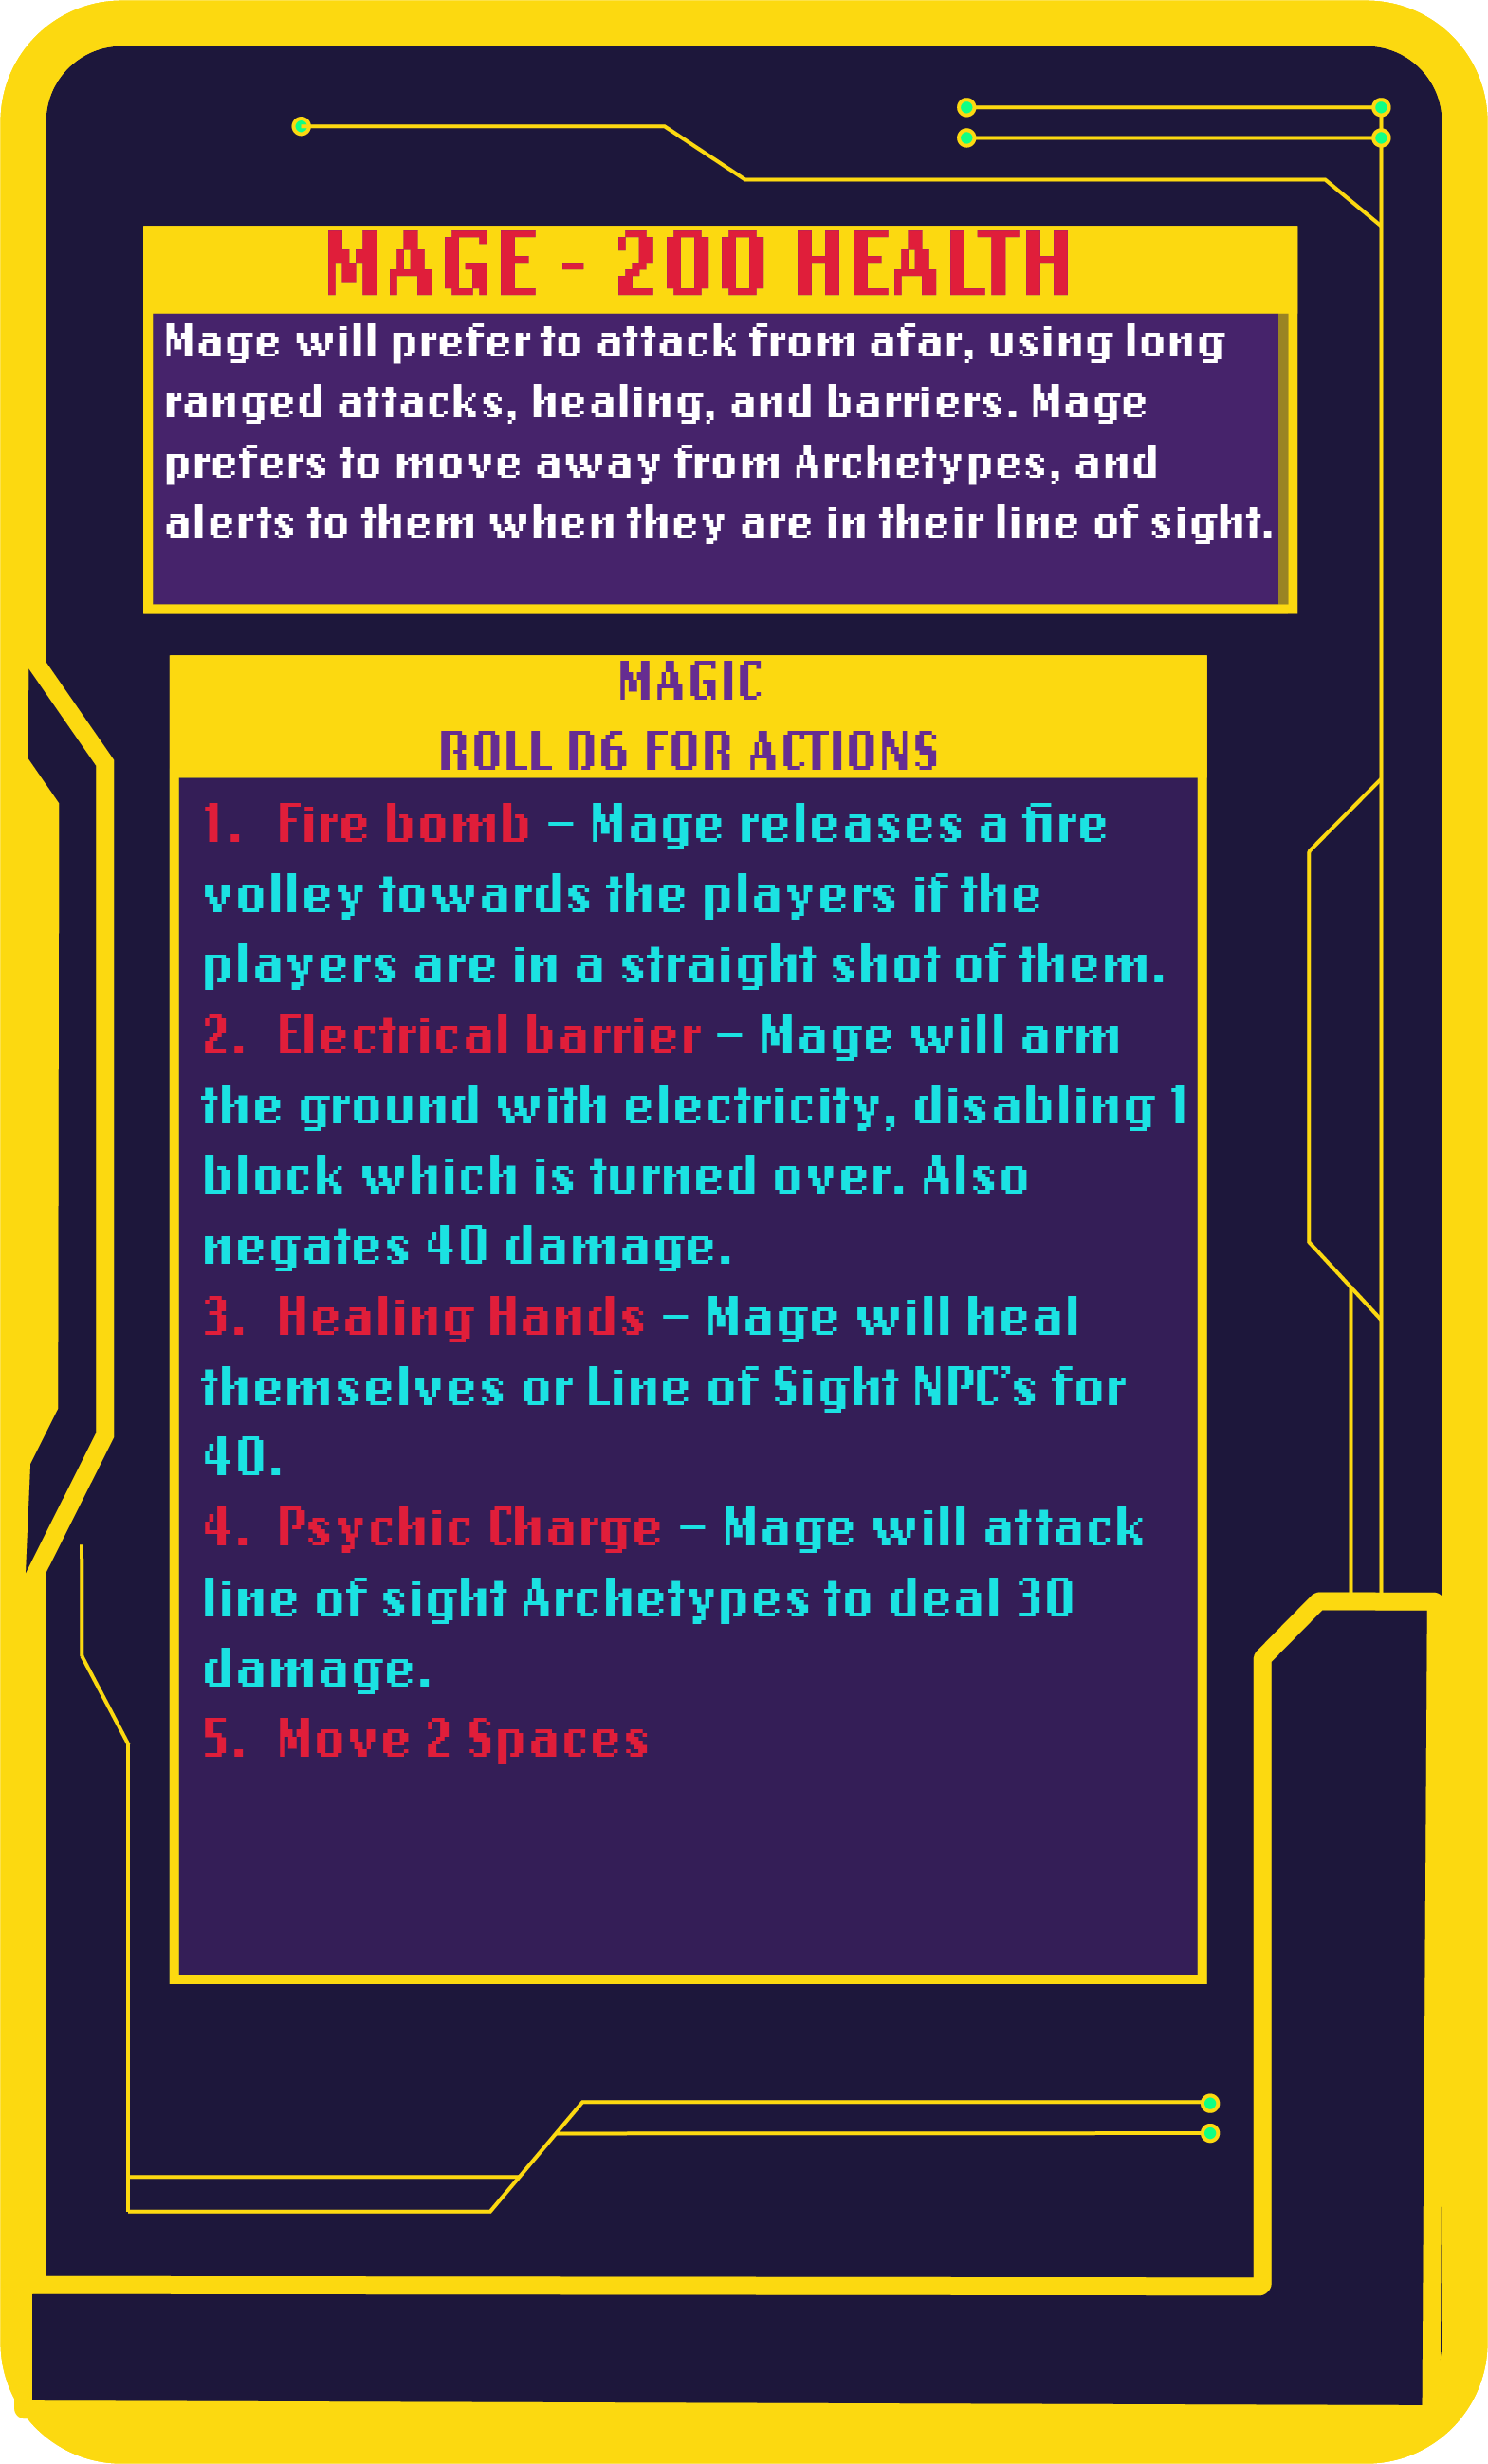 MAGE - 200 HEALTH
Mage will prefer to attack from afar, using long
ranged attacks, healing, and barriers. Mage
prefers to move away from Archetypes, and
alerts to them when they are in their line of sight.
MAGIC
ROLL D6 FOR ACTIONS
1. Fire bomb – Mage releases a fire
volley towards the players if the
players are in a straight shot of them.
2. Electrical barrier – Mage will arm
the ground with electricity, disabling 1
block which is turned over. Also
negates 40 damage.
3. Healing Hands – Mage will heal
themselves or Line of Sight NPC's for
40.
4. Psychic Charge – Mage will attack
line of sight Archetypes to deal 30
damage.
5. Move 2 Spaces